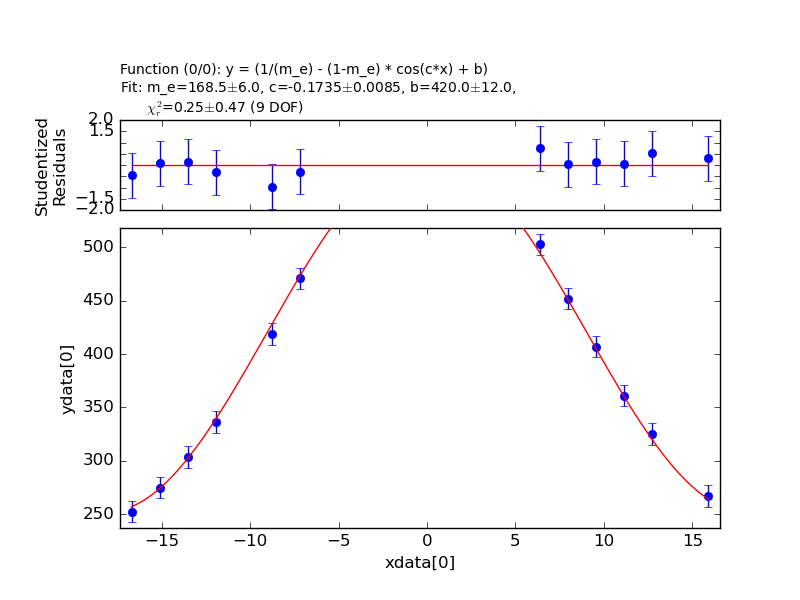 Function (0/0): y = (1/(m_e) - (1-m_e) * cos(c*x) + b)
Fit: m_e=168.5±6.0, c=-0.1735±0.0085, b=420.0±12.0,
χ²ᵣ=0.25±0.47 (9 DOF)
Studentized
Residuals
2.0
1.5
−1.5
−2.0
ydata[0]
500
450
400
350
300
250
−15 −10 −5 0 5 10 15
xdata[0]